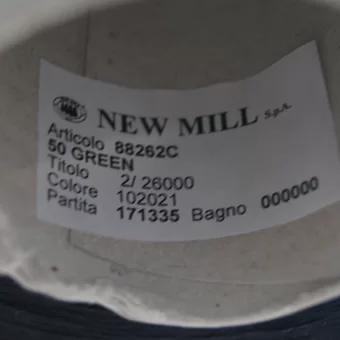 NEW MILL S.p.A.
Articolo 88262C
50 GREEN
Titolo 2/ 26000
Colore 102021
Partita 171335 Bagno 000000